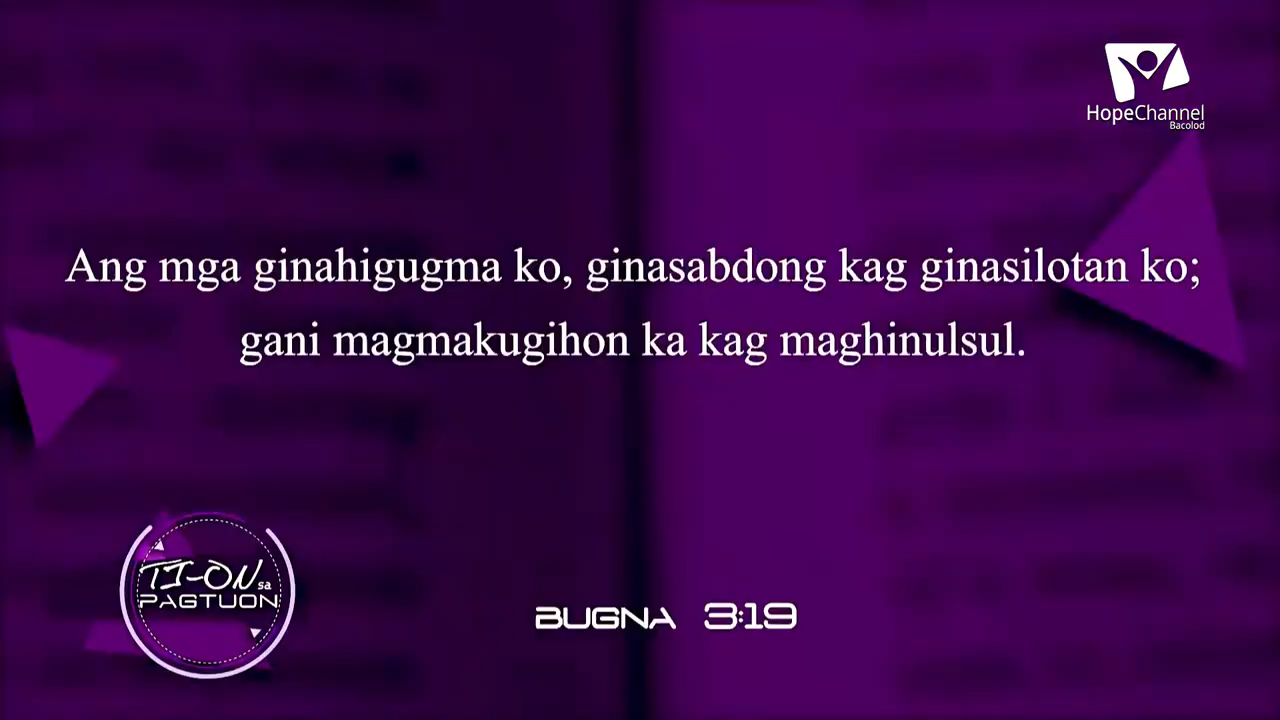 HopeChannel
Bacolod
Ang mga ginahigugma ko, ginasabdong kag ginasilotan ko;
gani magmakugihon ka kag maghinulsul.
TI-ON sa
PAGTUON
BUGNA 3:19